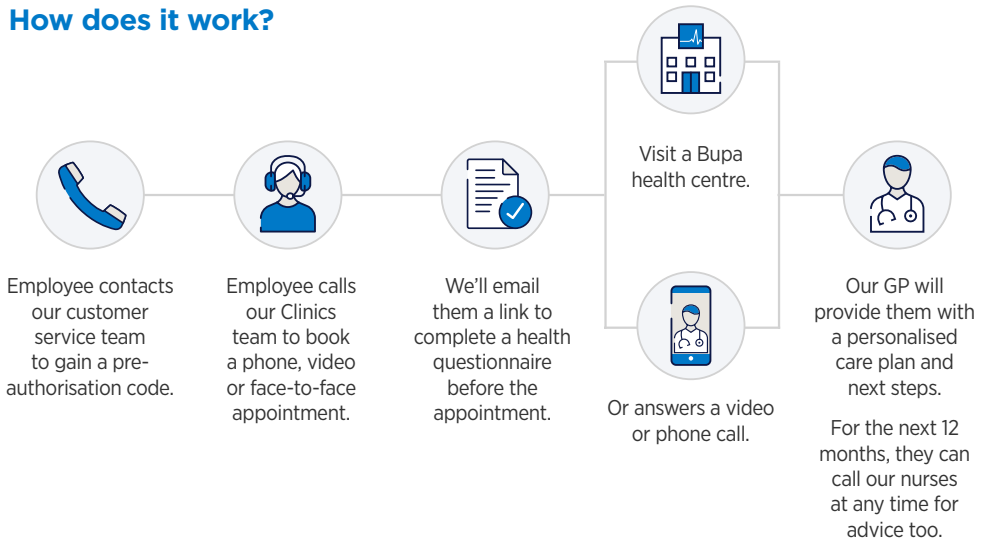 How does it work?
Employee contacts
our customer
service team
to gain a pre-
authorisation code.
Employee calls
our Clinics
team to book
a phone, video
or face-to-face
appointment.
We’ll email
them a link to
complete a health
questionnaire
before the
appointment.
Visit a Bupa
health centre.
Or answers a video
or phone call.
Our GP will
provide them with
a personalised
care plan and
next steps.
For the next 12
months, they can
call our nurses
at any time for
advice too.